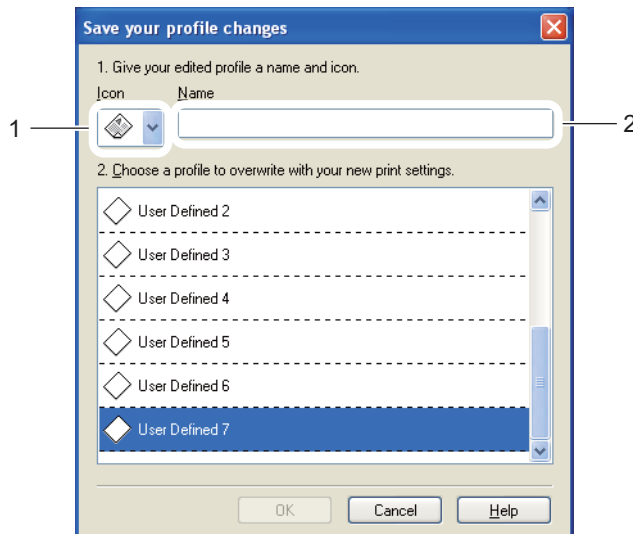 Save your profile changes
1. Give your edited profile a name and icon.
Icon Name
1
2
2. Choose a profile to overwrite with your new print settings.
User Defined 2
User Defined 3
User Defined 4
User Defined 5
User Defined 6
User Defined 7
OK Cancel Help